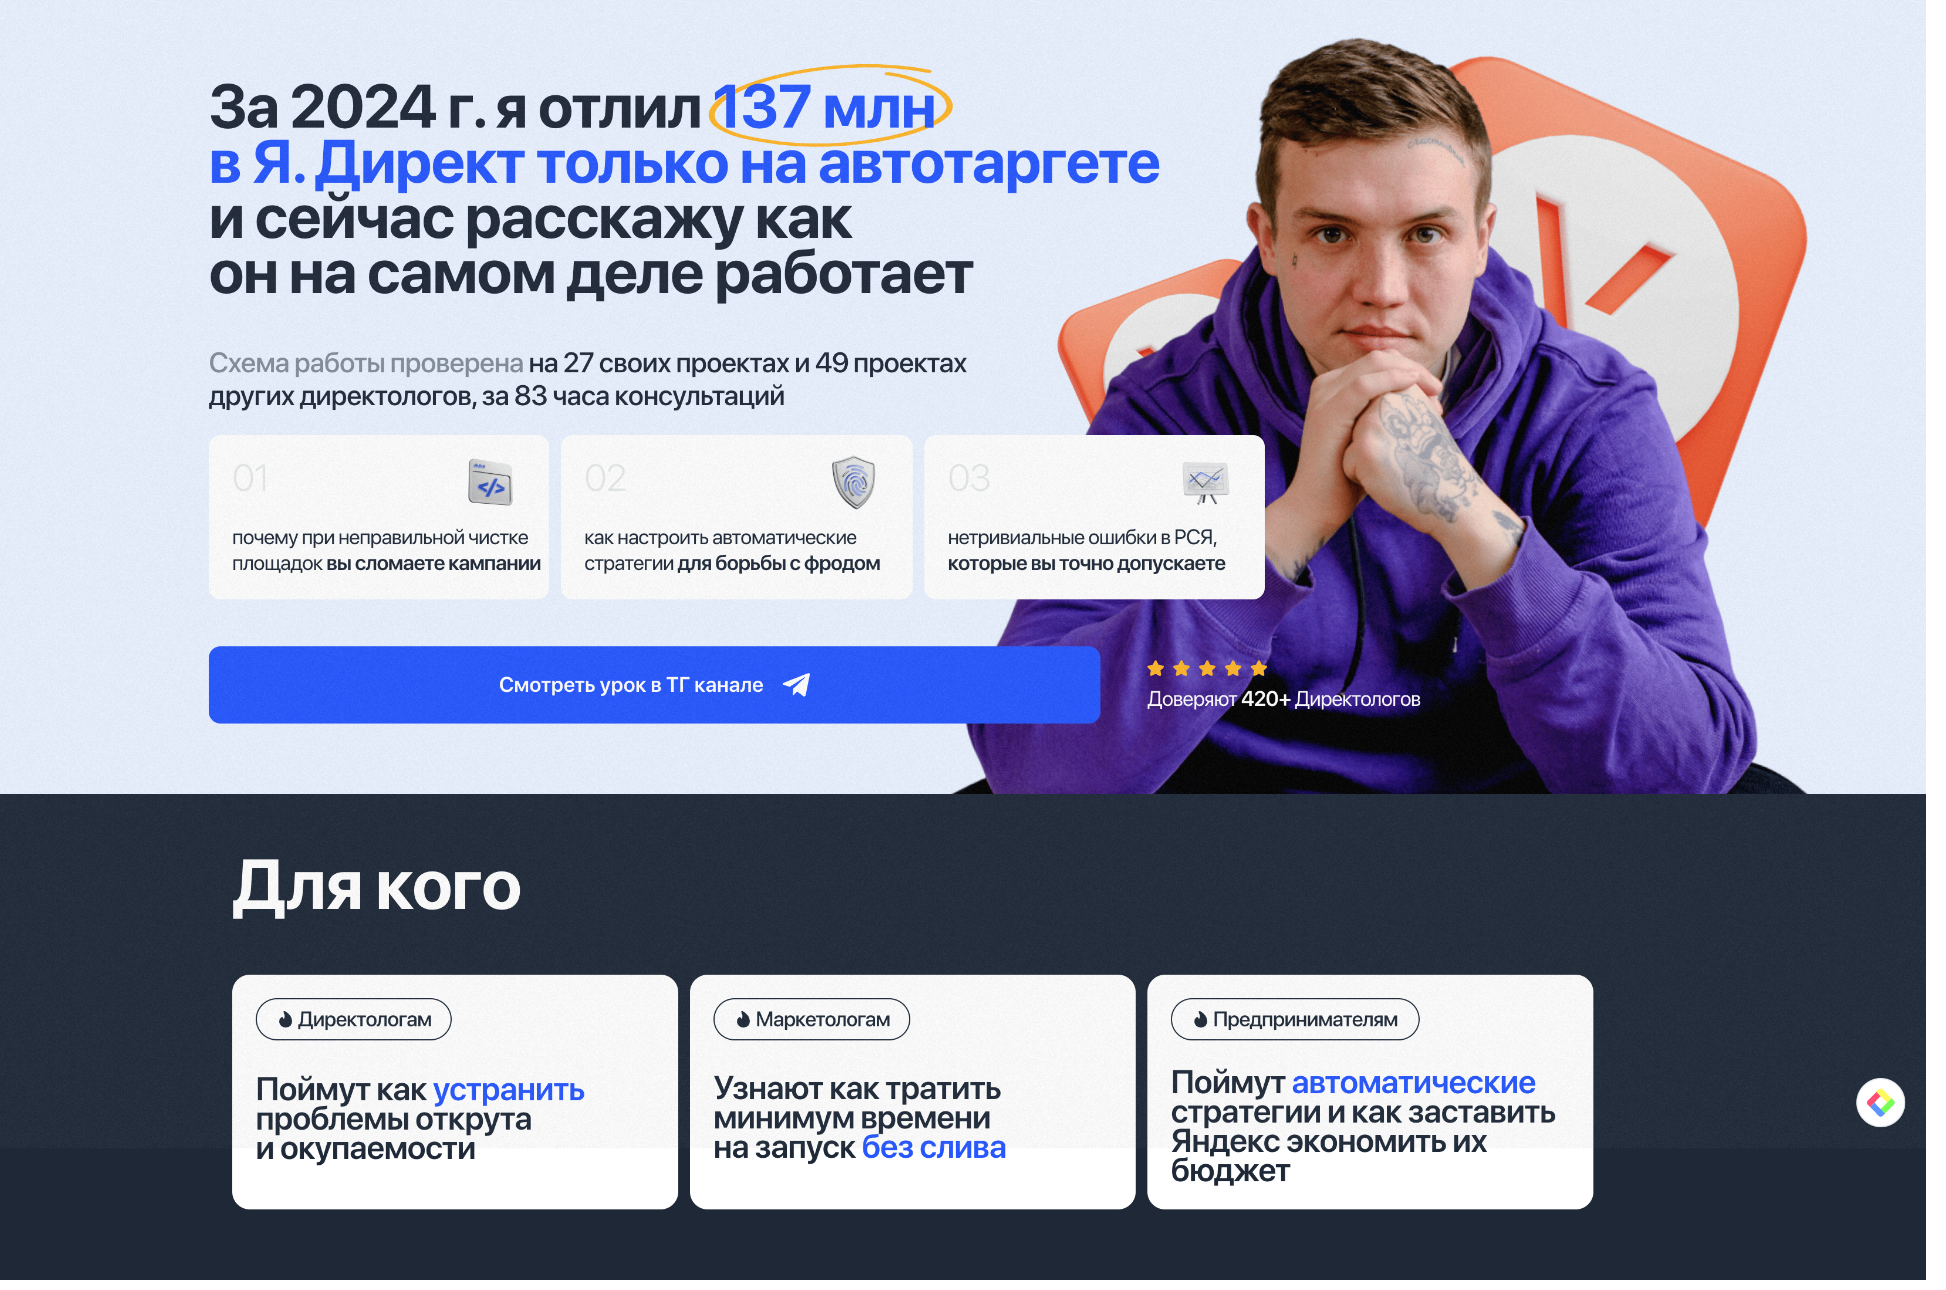 За 2024 г. я отлил 137 млн
в Я. Директ только на автотаргете
и сейчас расскажу как
он на самом деле работает
Схема работы проверена на 27 своих проектах и 49 проектах
других директологов, за 83 часа консультаций
01
почему при неправильной чистке
площадок вы сломаете кампании
02
как настроить автоматические
стратегии для борьбы с фродом
03
нетривиальные ошибки в РСЯ,
которые вы точно допускаете
Смотреть урок в ТГ канале
Доверяют 420+ Директологов
Для кого
Директологам
Поймут как устранить
проблемы открута
и окупаемости
Маркетологам
Узнают как тратить
минимум времени
на запуск без слива
Предпринимателям
Поймут автоматические
стратегии и как заставить
Яндекс экономить их
бюджет